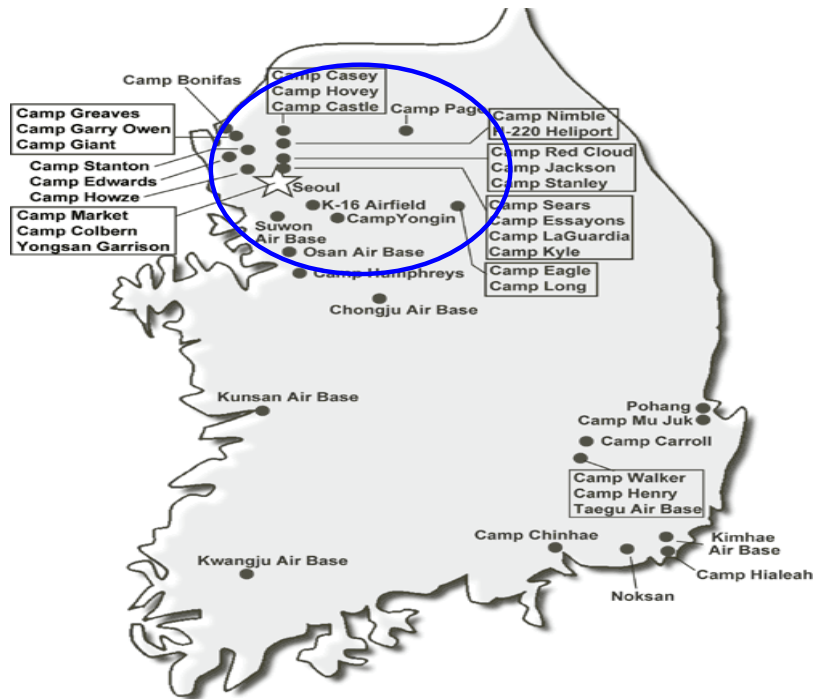 Camp Bonifas
Camp Casey
Camp Hovey
Camp Castle
Camp Page
Camp Greaves
Camp Garry Owen
Camp Giant
Camp Nimble
H-220 Heliport
Camp Stanton
Camp Edwards
Camp Howze
Camp Red Cloud
Camp Jackson
Camp Stanley
Seoul
Camp Market
Camp Colbern
Yongsan Garrison
K-16 Airfield
CampYongin
Camp Sears
Camp Essayons
Camp LaGuardia
Camp Kyle
Suwon
Air Base
Osan Air Base
Camp Humphreys
Camp Eagle
Camp Long
Chongju Air Base
Kunsan Air Base
Pohang
Camp Mu Juk
Camp Carroll
Camp Walker
Camp Henry
Taegu Air Base
Camp Chinhae
Kimhae
Air Base
Kwangju Air Base
Camp Hialeah
Noksan